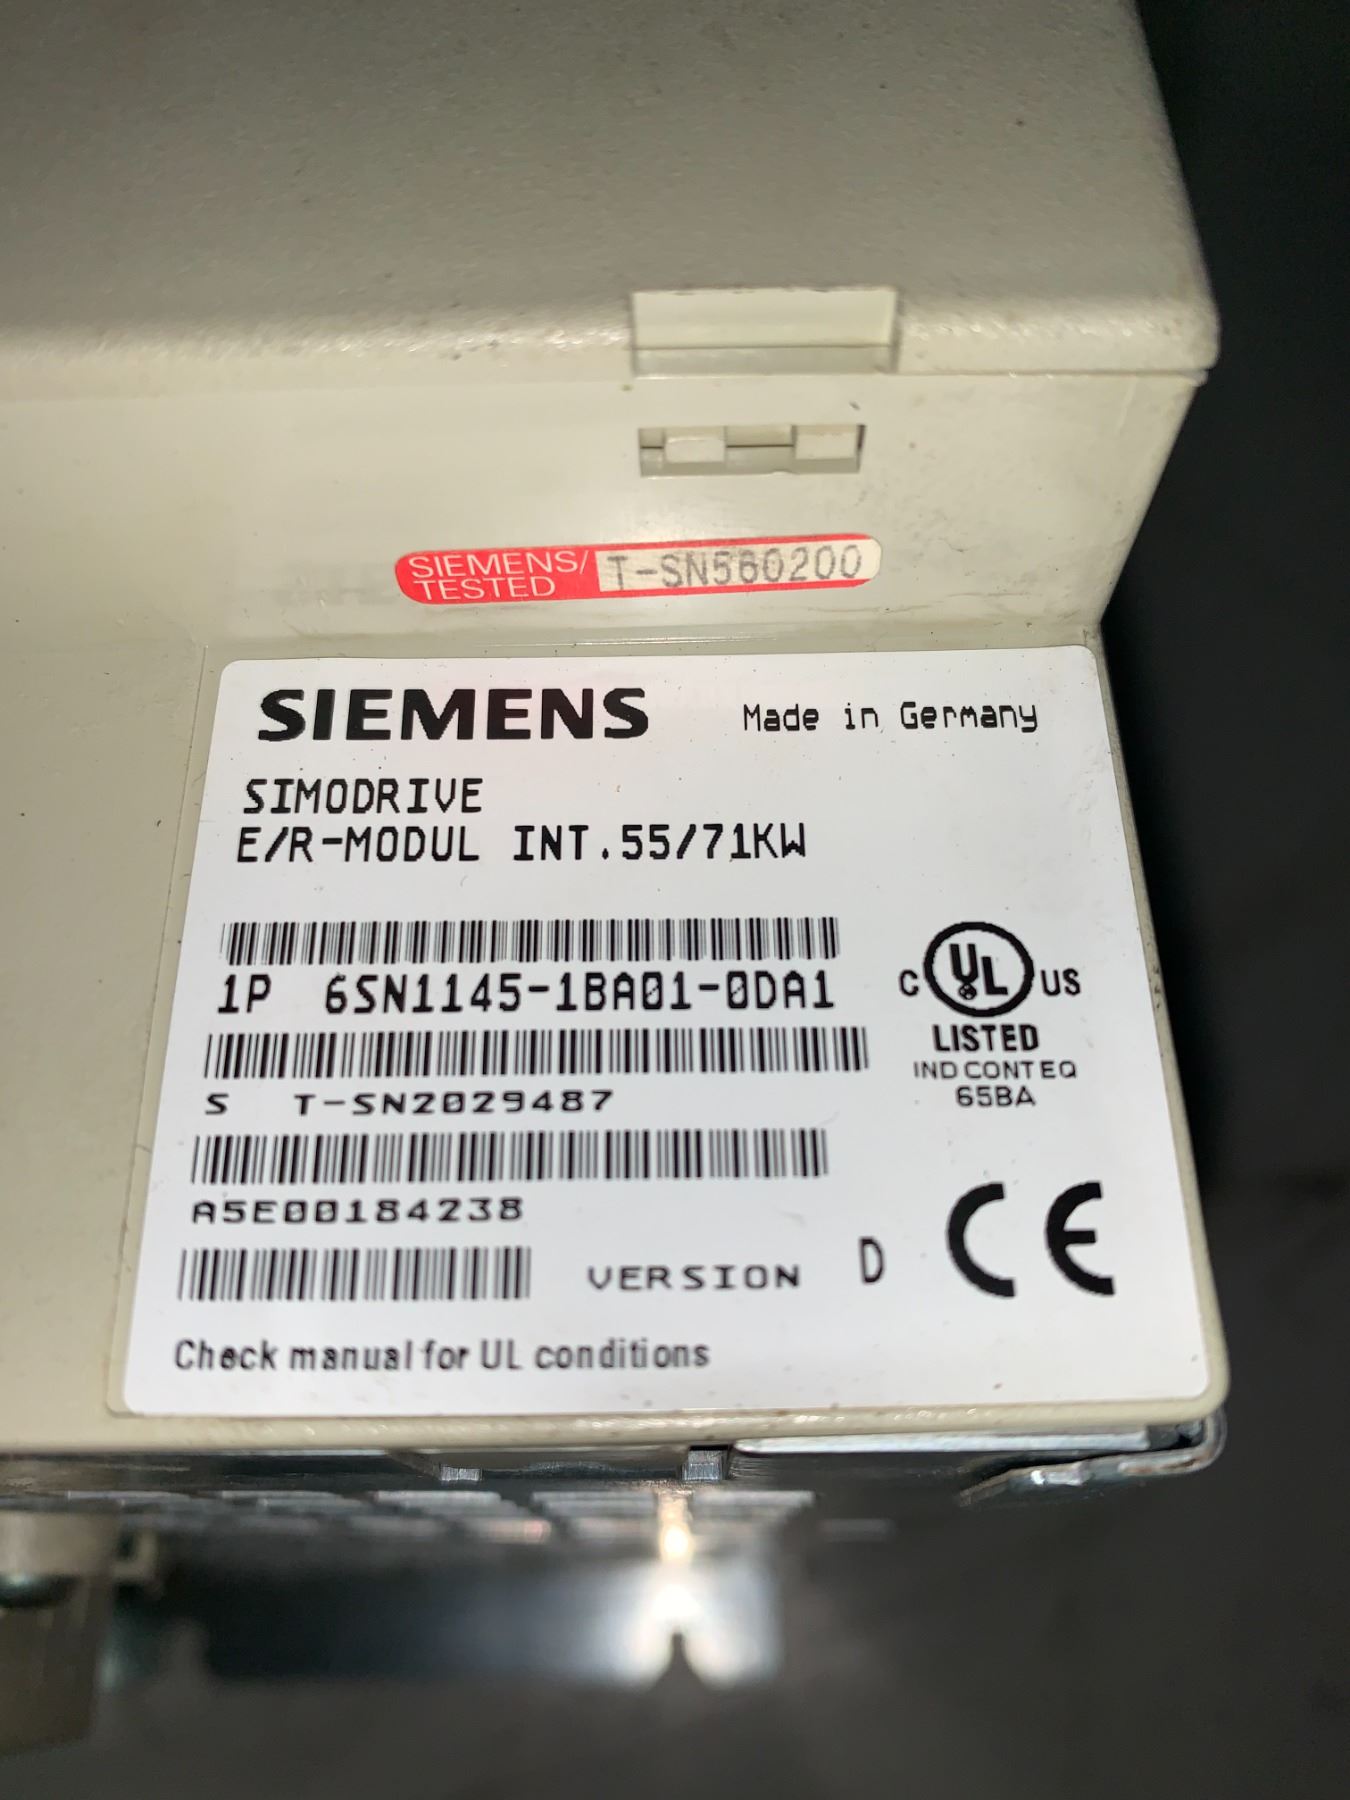 SIEMENS/
TESTED
T-SN560200
SIEMENS
Made in Germany
SIMODRIVE
E/R-MODUL INT.55/71KW
1P 6SN1145-1BA01-0DA1
S T-SN2029487
A5E00184238
VERSION D
C UL US
LISTED
IND CONT EQ
65BA
CE
Check manual for UL conditions